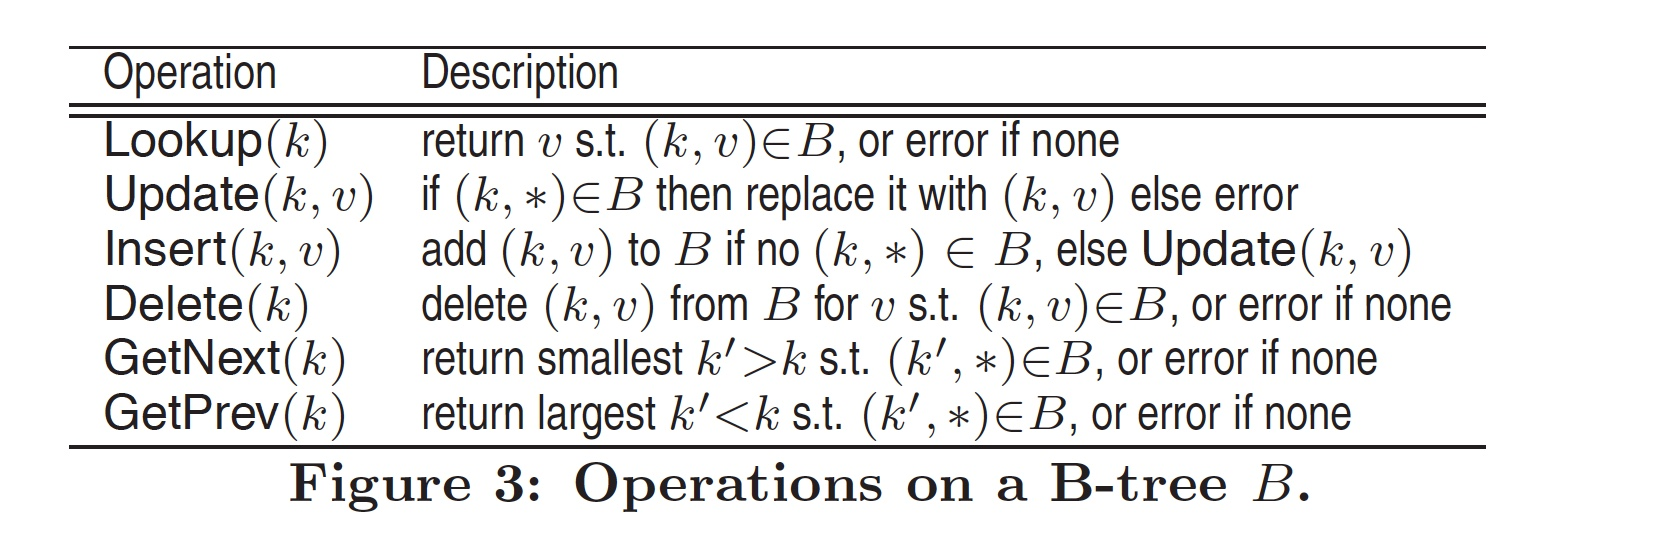 Operation Description
Lookup(k) return v s.t. (k, v)∈B, or error if none
Update(k, v) if (k, ∗)∈B then replace it with (k, v) else error
Insert(k, v) add (k, v) to B if no (k, ∗) ∈ B, else Update(k, v)
Delete(k) delete (k, v) from B for v s.t. (k, v)∈B, or error if none
GetNext(k) return smallest k′>k s.t. (k′, ∗)∈B, or error if none
GetPrev(k) return largest k′<k s.t. (k′, ∗)∈B, or error if none
Figure 3: Operations on a B-tree B.